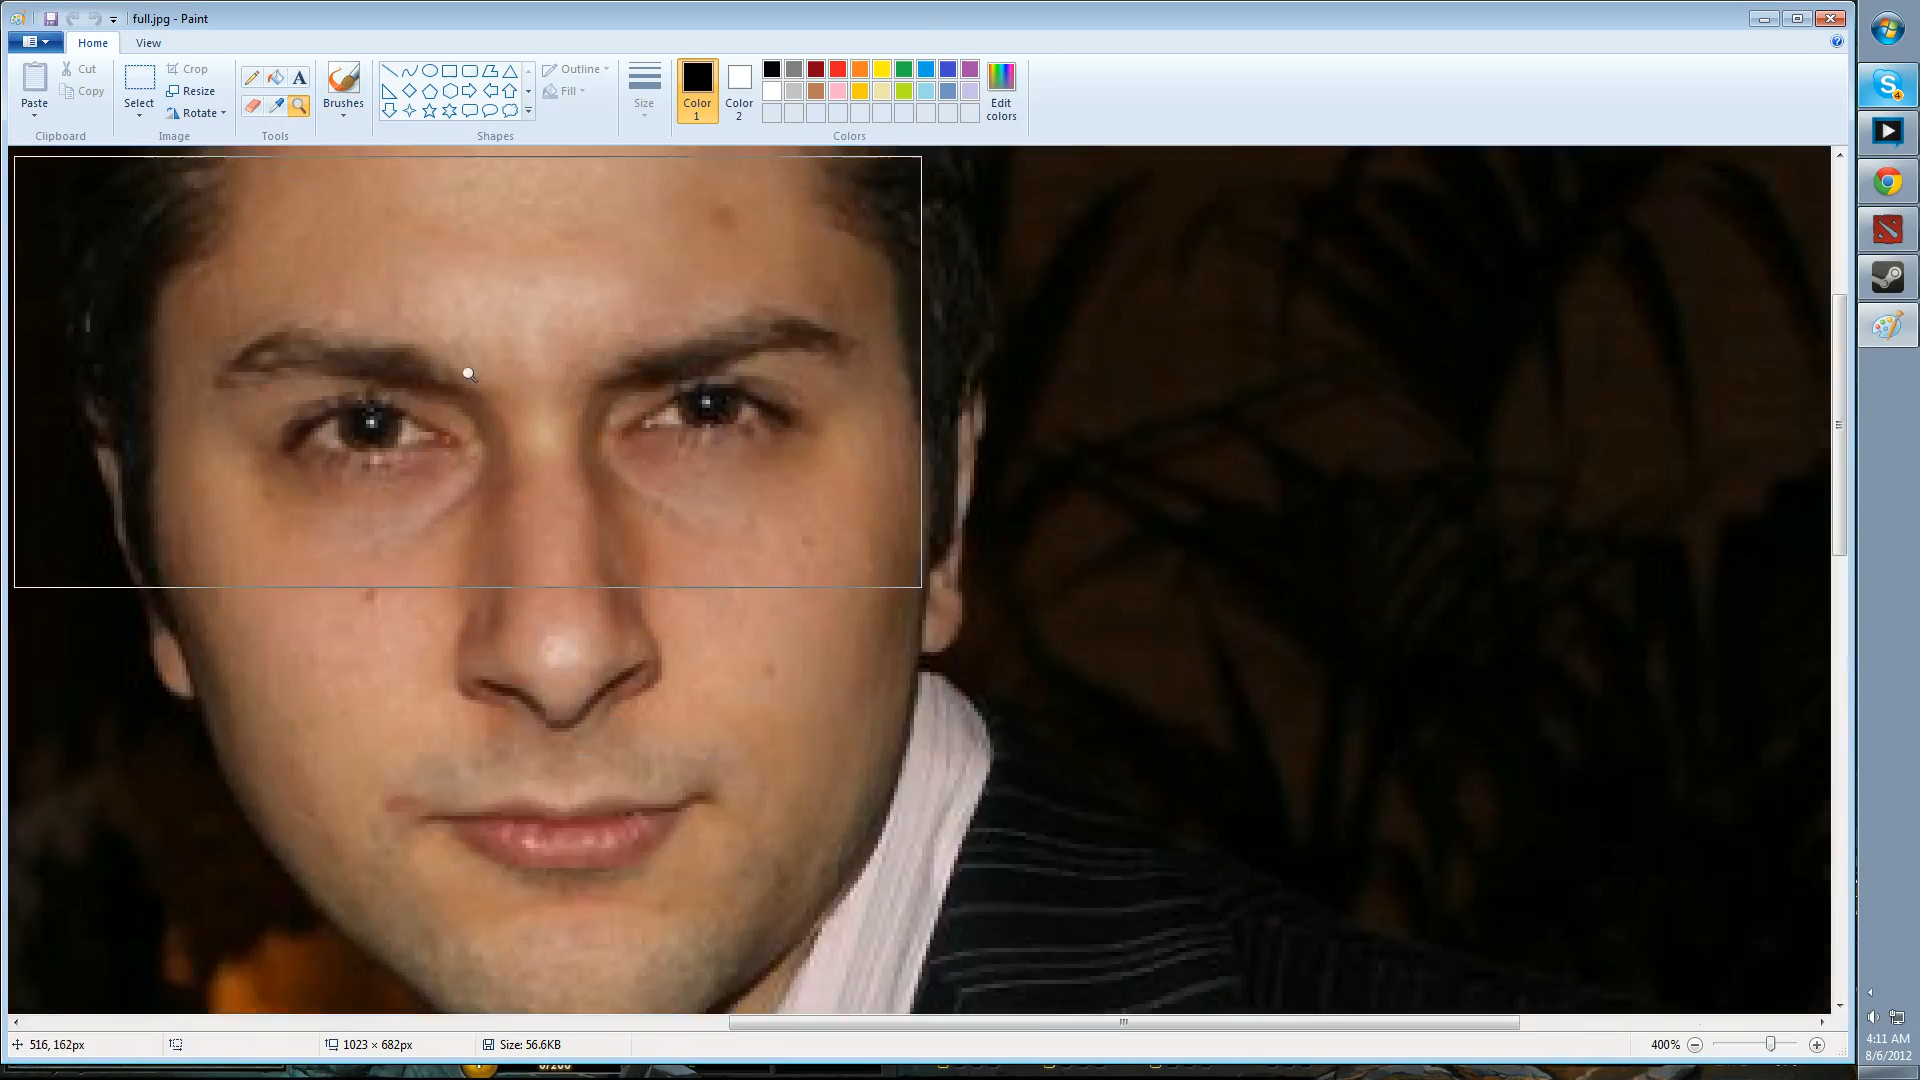 full.jpg - Paint
Home View
Paste
Cut
Copy
Clipboard
Select
Crop
Resize
Rotate
Image
A
Tools
Brushes
Shapes
Outline
Fill
Size
Color 1
Color 2
Edit colors
Colors
S 4
516, 162px
1023 × 682px
Size: 56.6KB
400%
4:11 AM
8/6/2012